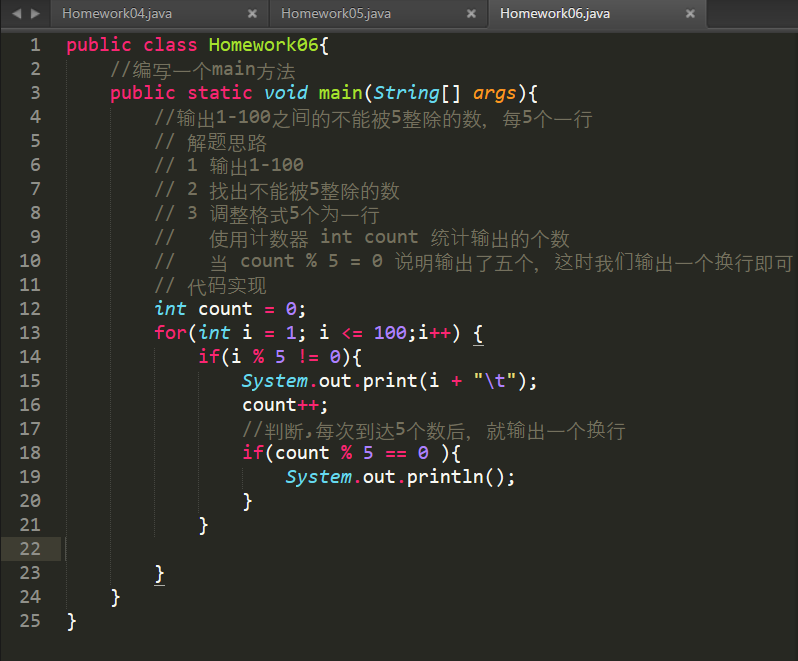 Homework04.java × Homework05.java × Homework06.java ×
1 public class Homework06{
2 //编写一个main方法
3 public static void main(String[] args){
4 //输出1-100之间的不能被5整除的数，每5个一行
5 // 解题思路
6 // 1 输出1-100
7 // 2 找出不能被5整除的数
8 // 3 调整格式5个为一行
9 //   使用计数器 int count 统计输出的个数
10 //   当 count % 5 = 0 说明输出了五个，这时我们输出一个换行即可
11 // 代码实现
12 int count = 0;
13 for(int i = 1; i <= 100;i++) {
14 if(i % 5 != 0){
15 System.out.print(i + "\t");
16 count++;
17 //判断,每次到达5个数后，就输出一个换行
18 if(count % 5 == 0 ){
19 System.out.println();
20 }
21 }
22
23 }
24 }
25 }